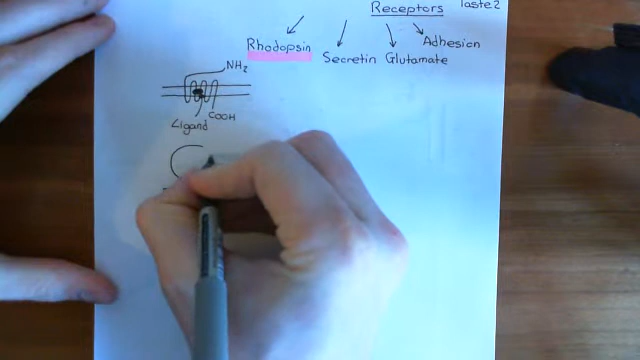 Receptors
Taste 2
Rhodopsin
Secretin
Glutamate
Adhesion
NH2
COOH
Ligand